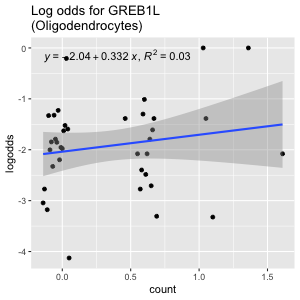 Log odds for GREB1L
(Oligodendrocytes)
y = −2.04 + 0.332 x, R² = 0.03
0
-1
-2
-3
-4
logodds
0.0 0.5 1.0 1.5
count